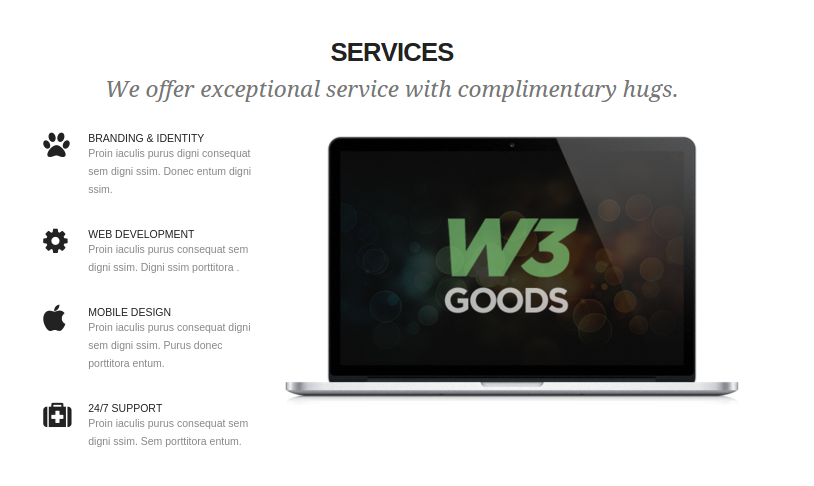 SERVICES
We offer exceptional service with complimentary hugs.
BRANDING & IDENTITY
Proin iaculis purus digni consequat
sem digni ssim. Donec entum digni
ssim.
WEB DEVELOPMENT
Proin iaculis purus consequat sem
digni ssim. Digni ssim porttitora .
MOBILE DESIGN
Proin iaculis purus consequat digni
sem digni ssim. Purus donec
porttitora entum.
24/7 SUPPORT
Proin iaculis purus consequat sem
digni ssim. Sem porttitora entum.
W3
GOODS